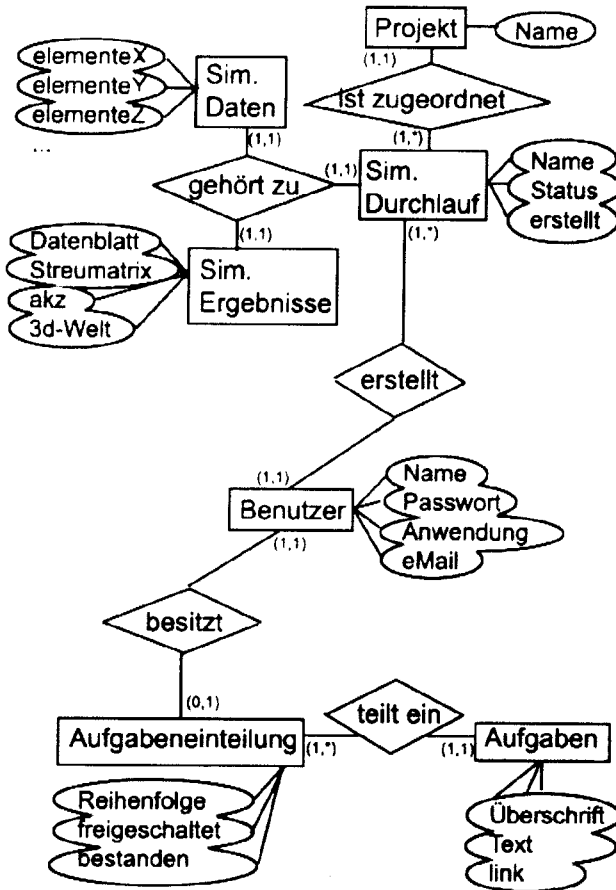 Projekt
Name
(1,1)
elementeX
elementeY
elementeZ
...
Sim.
Daten
ist zugeordnet
(1,1)
(1,*)
gehört zu
(1,1)
Sim.
Durchlauf
Name
Status
erstellt
(1,1)
(1,*)
Datenblatt
Streumatrix
akz
3d-Welt
Sim.
Ergebnisse
erstellt
(1,1)
Benutzer
Name
Passwort
Anwendung
eMail
(1,1)
besitzt
(0,1)
teilt ein
Aufgabeneinteilung
(1,*)
(1,1)
Aufgaben
Reihenfolge
freigeschaltet
bestanden
Überschrift
Text
link